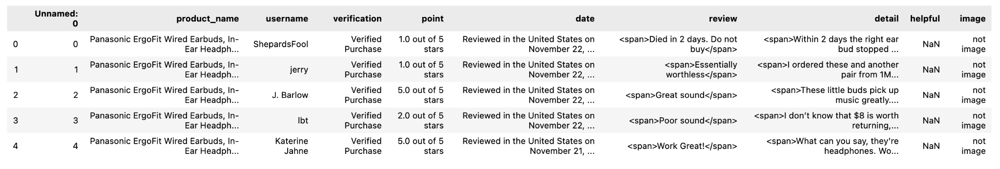 Unnamed: 0 product_name username verification point date review detail helpful image
0 0 Panasonic ErgoFit Wired Earbuds, In-Ear Headph... ShepardsFool Verified Purchase 1.0 out of 5 stars Reviewed in the United States on November 22, ... <span>Died in 2 days. Do not buy</span> <span>Within 2 days the right ear bud stopped ... NaN not image
1 1 Panasonic ErgoFit Wired Earbuds, In-Ear Headph... jerry Verified Purchase 1.0 out of 5 stars Reviewed in the United States on November 22, ... <span>Essentially worthless</span> <span>I ordered these and another pair from 1M... NaN not image
2 2 Panasonic ErgoFit Wired Earbuds, In-Ear Headph... J. Barlow Verified Purchase 5.0 out of 5 stars Reviewed in the United States on November 22, ... <span>Great sound</span> <span>These little buds pick up music greatly.... NaN not image
3 3 Panasonic ErgoFit Wired Earbuds, In-Ear Headph... lbt Verified Purchase 2.0 out of 5 stars Reviewed in the United States on November 22, ... <span>Poor sound</span> <span>I don’t know that $8 is worth returning,... NaN not image
4 4 Panasonic ErgoFit Wired Earbuds, In-Ear Headph... Katerine Jahne Verified Purchase 5.0 out of 5 stars Reviewed in the United States on November 21, ... <span>Work Great!</span> <span>What can you say, they're headphones. Wo... NaN not image